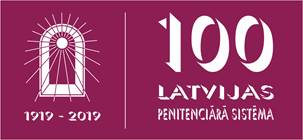 1919 - 2019
100
LATVIJAS
PENITENCIĀRĀ SISTĒMA